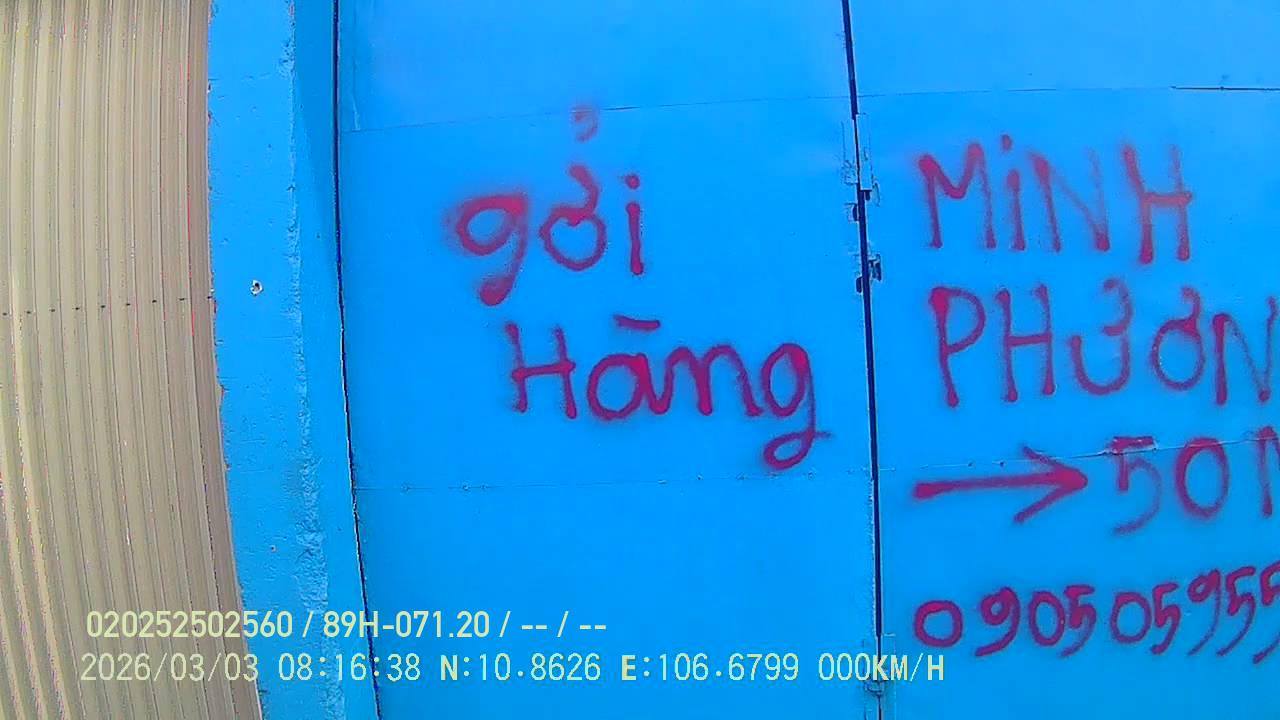 gởi
Hàng
MINH
PHƯƠN
→ 50
090505955
020252502560 / 89H-071.20 / -- / --
2026/03/03 08:16:38 N:10.8626 E:106.6799 000KM/H